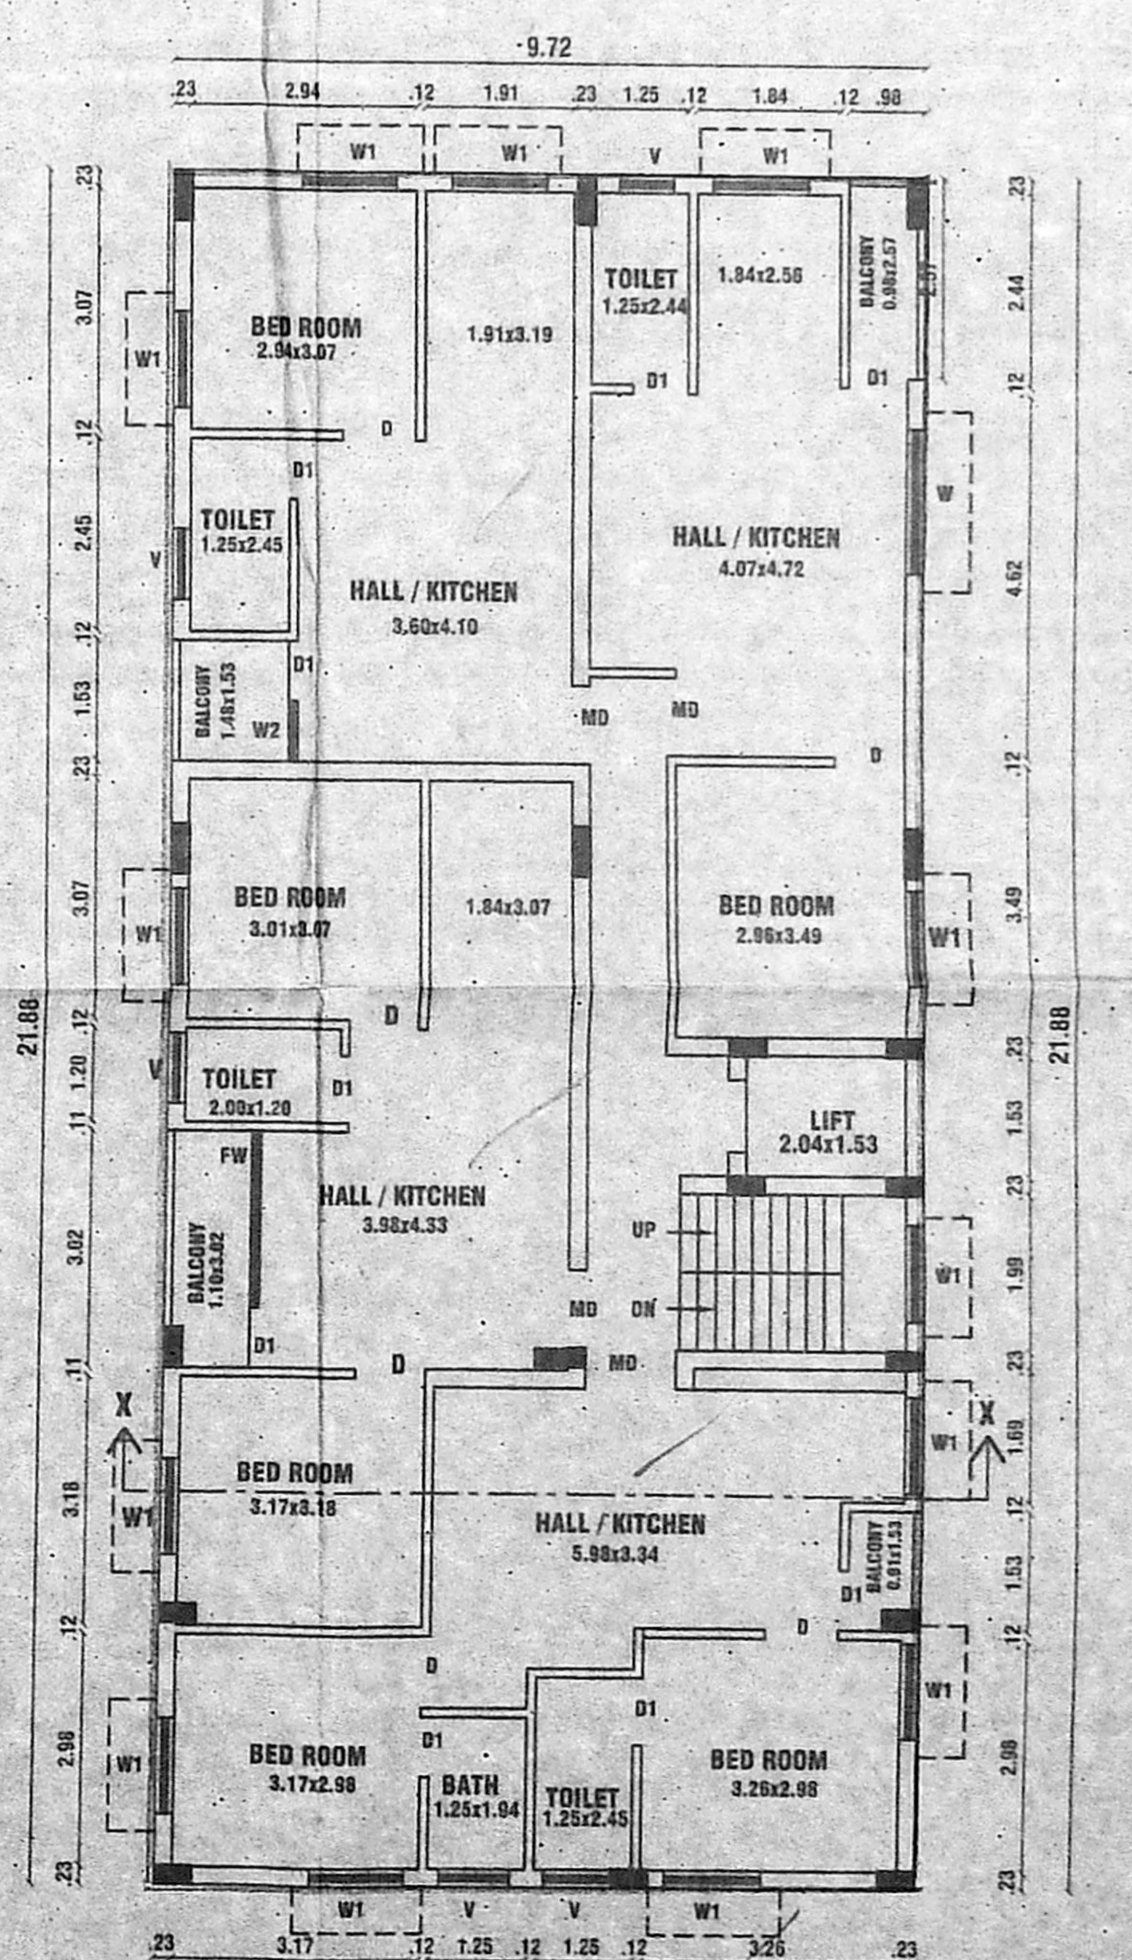 9.72
.23 2.94 .12 1.91 .23 1.25 .12 1.84 .12 .98
W1 W1 V W1
.23 .23
BED ROOM
2.94x3.07
1.91x3.19
TOILET
1.25x2.44
1.84x2.56
BALCONY
0.98x2.57
2.57
3.07
2.44
W1
D1 D1
.12
D
.12
D1
TOILET
1.25x2.45
2.45
V
W
HALL / KITCHEN
4.07x4.72
4.62
HALL / KITCHEN
3.60x4.10
.12
D1
BALCONY
1.48x1.53
W2
1.53
MD MD
.23
D
.12
BED ROOM
3.01x3.07
1.84x3.07
BED ROOM
2.96x3.49
3.07
3.49
W1 W1
21.88
21.88
.12
D
.23
1.20
V
TOILET
2.00x1.20
D1
.11
LIFT
2.04x1.53
1.53
FW
.23
HALL / KITCHEN
3.98x4.33
BALCONY
1.10x3.02
3.02
UP
DN
W1
1.99
MD
D1
D
MD
.11
.23
X X
W1
1.69
BED ROOM
3.17x3.18
3.18
W1
HALL / KITCHEN
5.98x3.34
.12
BALCONY
0.91x1.53
1.53
D1
.12
D
.12
D
D1
W1
D1
2.98
W1
BED ROOM
3.17x2.98
BATH
1.25x1.94
TOILET
1.25x2.45
BED ROOM
3.26x2.98
2.98
.23
.23
W1 V V W1
.23 3.17 .12 1.25 .12 1.25 .12 3.26 .23